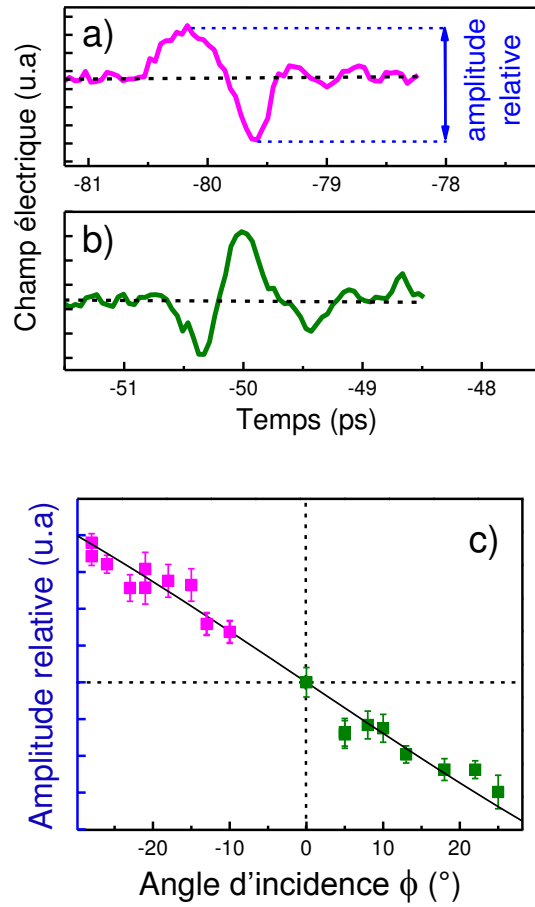 a)
amplitude
relative
-81 -80 -79 -78
b)
-51 -50 -49 -48
Temps (ps)
Champ électrique (u.a)
c)
Amplitude relative (u.a)
-20 -10 0 10 20
Angle d'incidence ϕ (°)